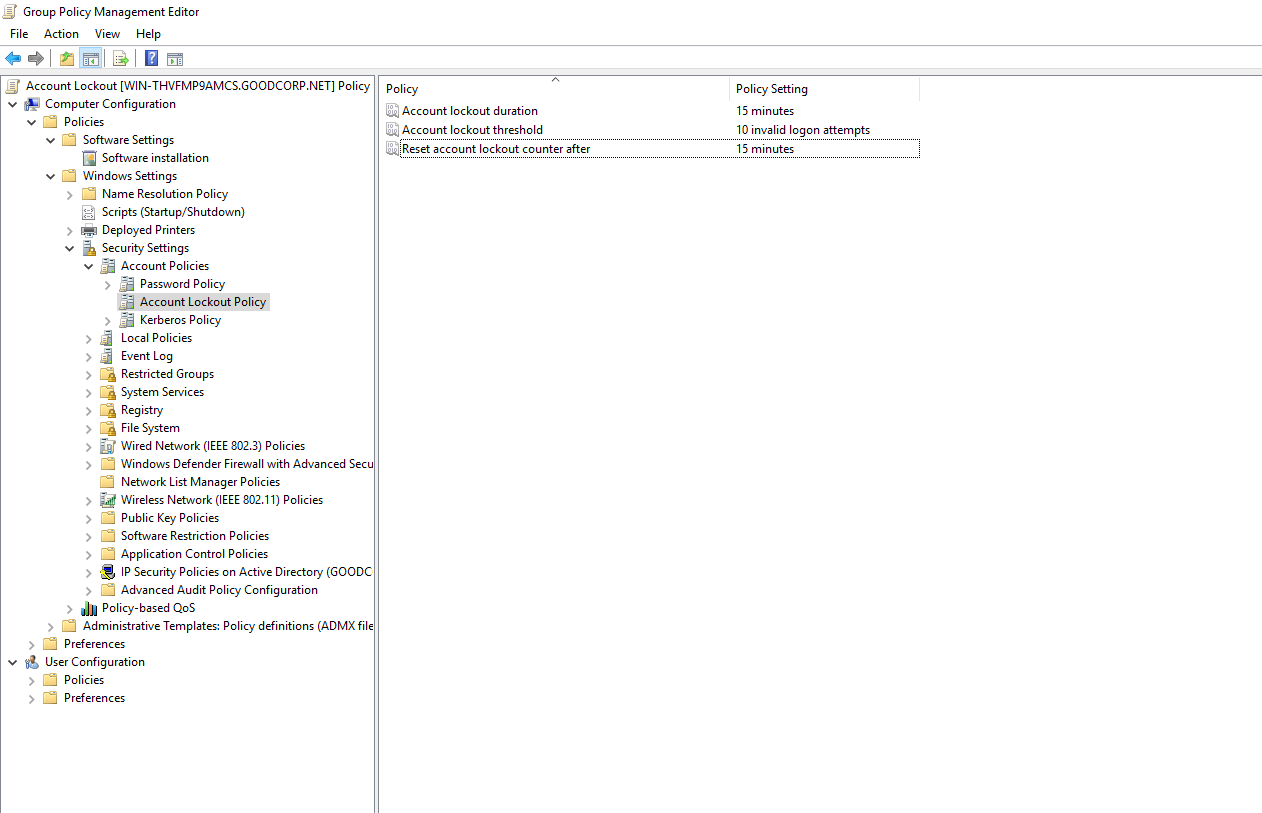 Group Policy Management Editor
File Action View Help
Account Lockout [WIN-THVFMP9AMCS.GOODCORP.NET] Policy
Computer Configuration
Policies
Software Settings
Software installation
Windows Settings
Name Resolution Policy
Scripts (Startup/Shutdown)
Deployed Printers
Security Settings
Account Policies
Password Policy
Account Lockout Policy
Kerberos Policy
Local Policies
Event Log
Restricted Groups
System Services
Registry
File System
Wired Network (IEEE 802.3) Policies
Windows Defender Firewall with Advanced Secu
Network List Manager Policies
Wireless Network (IEEE 802.11) Policies
Public Key Policies
Software Restriction Policies
Application Control Policies
IP Security Policies on Active Directory (GOODC
Advanced Audit Policy Configuration
Policy-based QoS
Administrative Templates: Policy definitions (ADMX file
Preferences
User Configuration
Policies
Preferences
Policy Policy Setting
Account lockout duration 15 minutes
Account lockout threshold 10 invalid logon attempts
Reset account lockout counter after 15 minutes